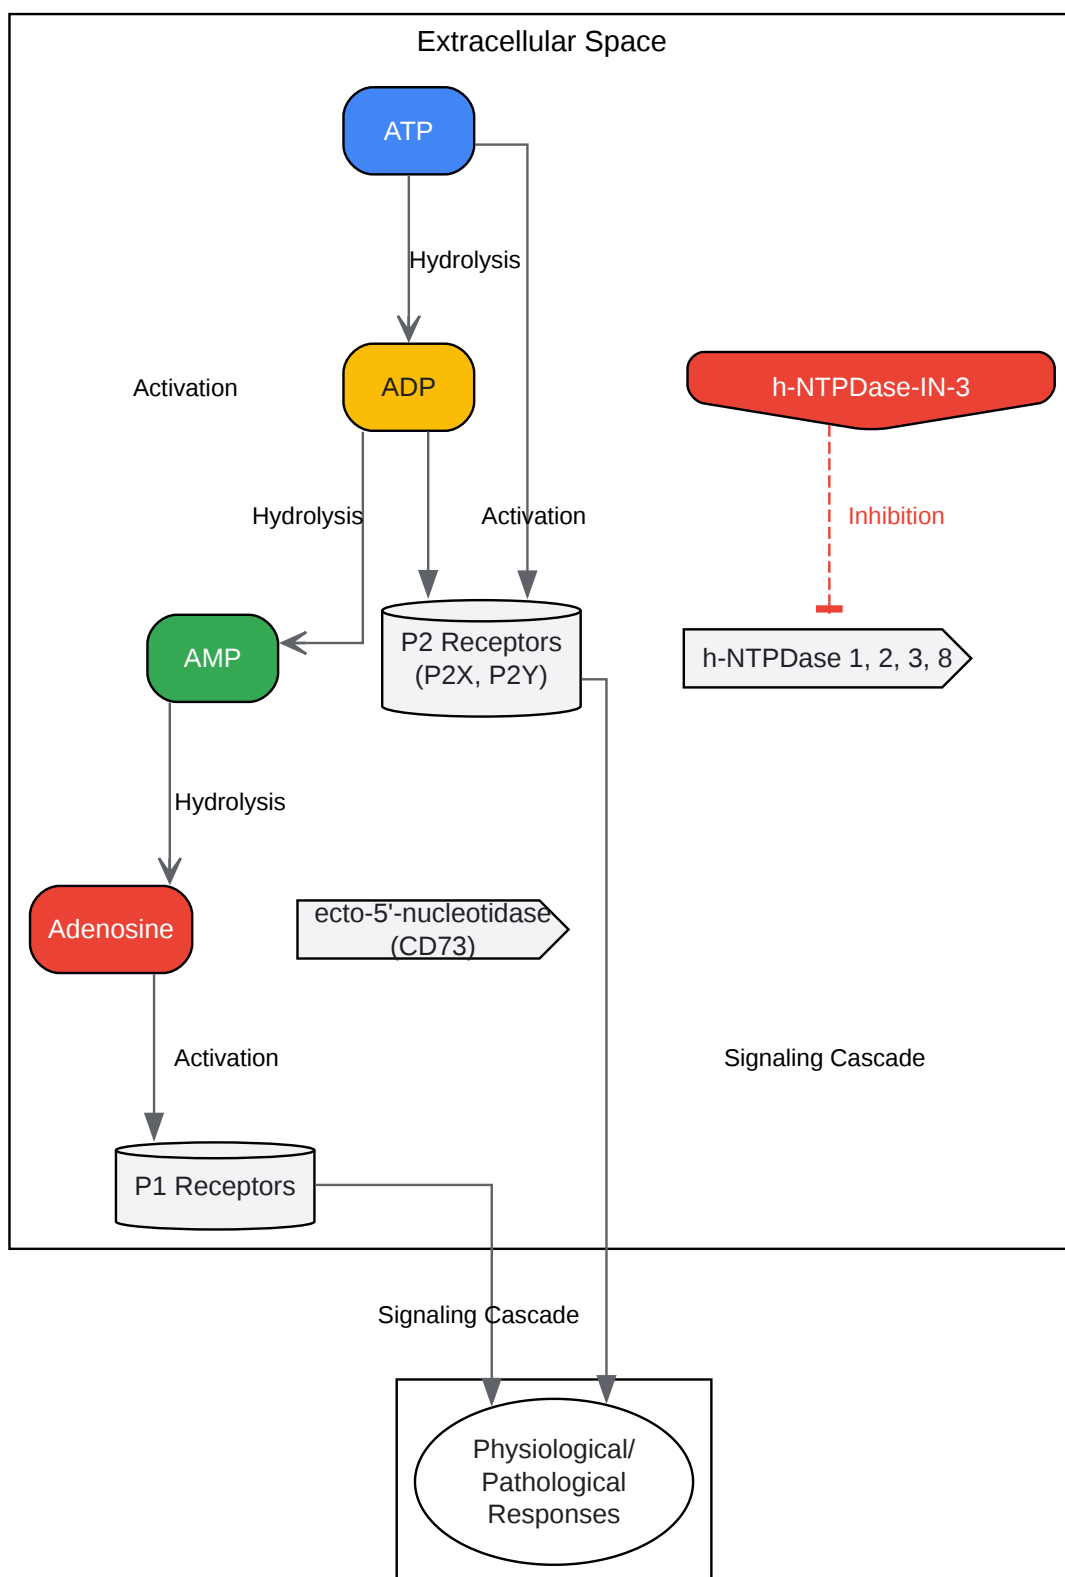 Extracellular Space
ATP
Hydrolysis
Activation
ADP
h-NTPDase-IN-3
Hydrolysis
Activation
Inhibition
P2 Receptors
(P2X, P2Y)
AMP
h-NTPDase 1, 2, 3, 8
Hydrolysis
Adenosine
ecto-5'-nucleotidase
(CD73)
Activation
Signaling Cascade
P1 Receptors
Signaling Cascade
Physiological/
Pathological
Responses